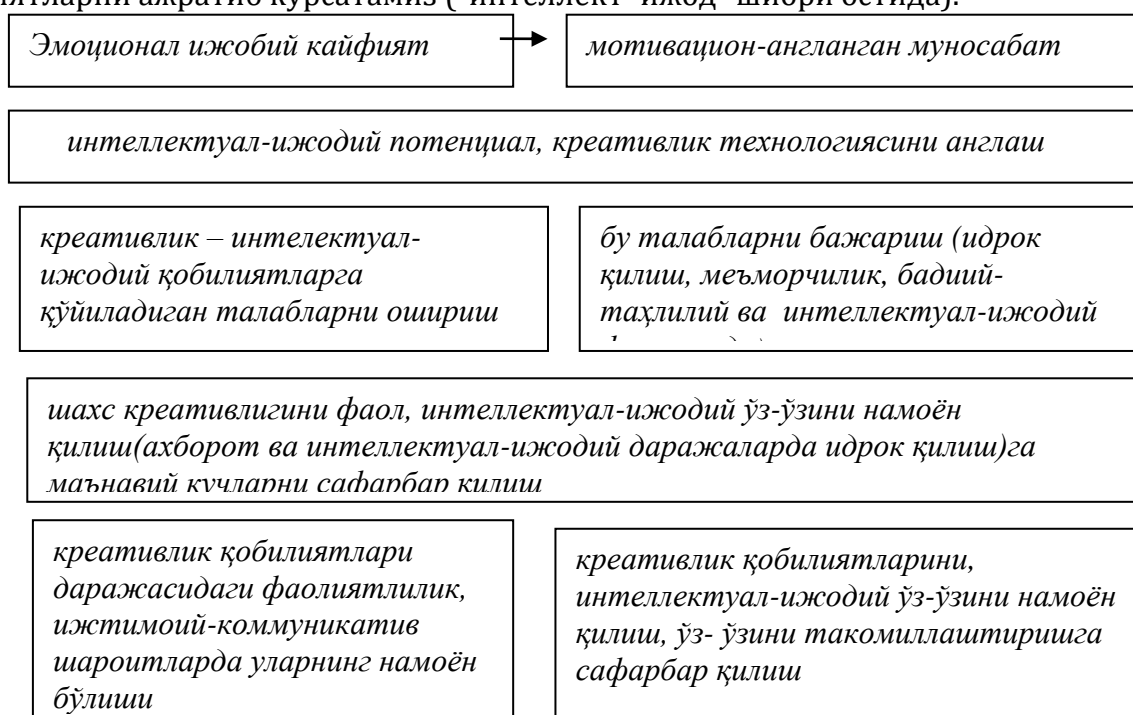 ажратиб
Эмоционал ижобий кайфият
мотивацион-англанган муносабат
интеллектуал-ижодий потенциал, креативлик технологиясини англаш
креативлик – интелектуал-
ижодий қобилиятларга
қўйиладиган талабларни ошириш
бу талабларни бажариш (идрок
қилиш, меъморчилик, бадиий-
таҳлилий ва интеллектуал-ижодий
шахс креативлигини фаол, интеллектуал-ижодий ўз-ўзини намоён
қилиш(ахборот ва интеллектуал-ижодий даражаларда идрок қилиш)га
маънавий кучларни сафарбар қилиш
креативлик қобилиятлари
даражасидаги фаолиятлилик,
ижтимоий-коммуникатив
шароитларда уларнинг намоён
бўлиши
креативлик қобилиятларини,
интеллектуал-ижодий ўз-ўзини намоён
қилиш, ўз- ўзини такомиллаштиришга
сафарбар қилиш